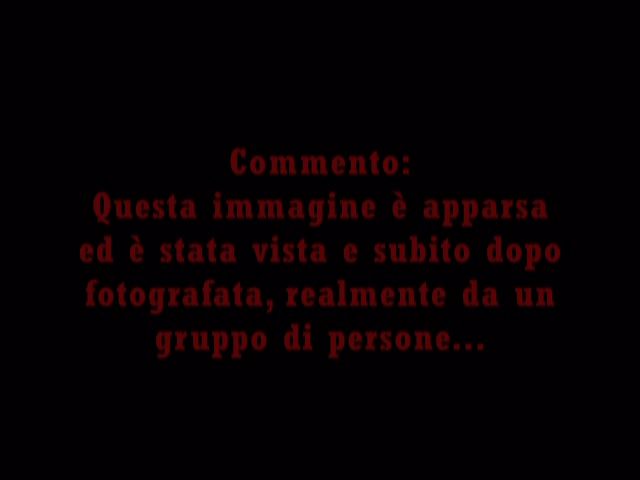 Commento:
Questa immagine è apparsa
ed è stata vista e subito dopo
fotografata, realmente da un
gruppo di persone...